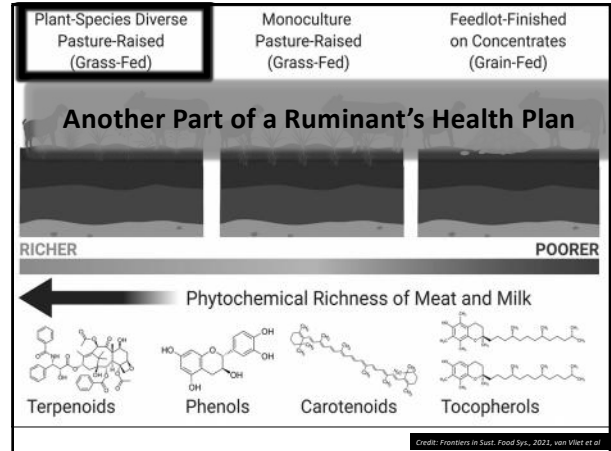 Plant-Species Diverse
Pasture-Raised
(Grass-Fed)
Monoculture
Pasture-Raised
(Grass-Fed)
Feedlot-Finished
on Concentrates
(Grain-Fed)
Another Part of a Ruminant's Health Plan
RICHER
POORER
Phytochemical Richness of Meat and Milk
Terpenoids
Phenols
Carotenoids
Tocopherols
Credit: Frontiers in Sust. Food Sys., 2021, van Vliet et al